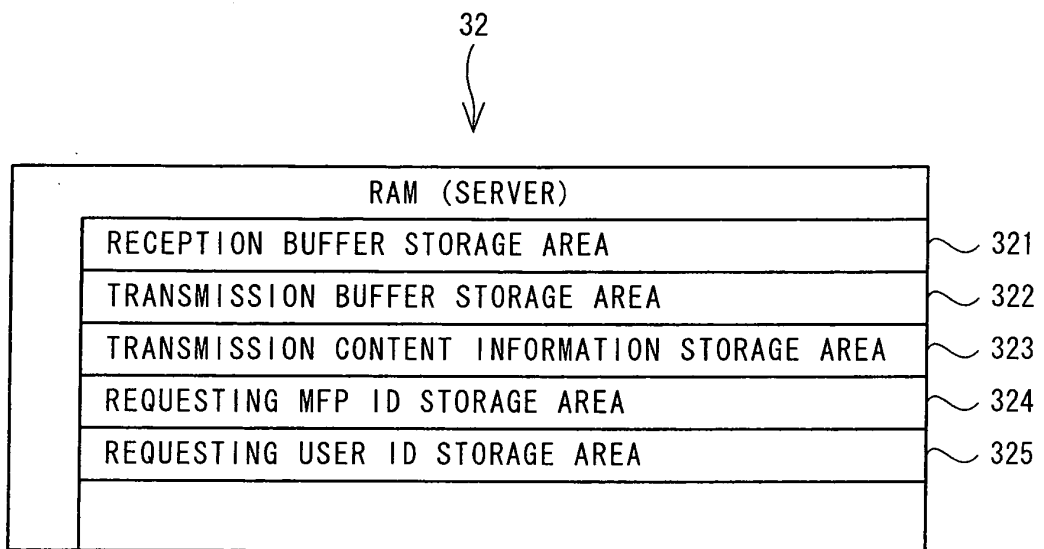 32
RAM (SERVER)
RECEPTION BUFFER STORAGE AREA 321
TRANSMISSION BUFFER STORAGE AREA 322
TRANSMISSION CONTENT INFORMATION STORAGE AREA 323
REQUESTING MFP ID STORAGE AREA 324
REQUESTING USER ID STORAGE AREA 325